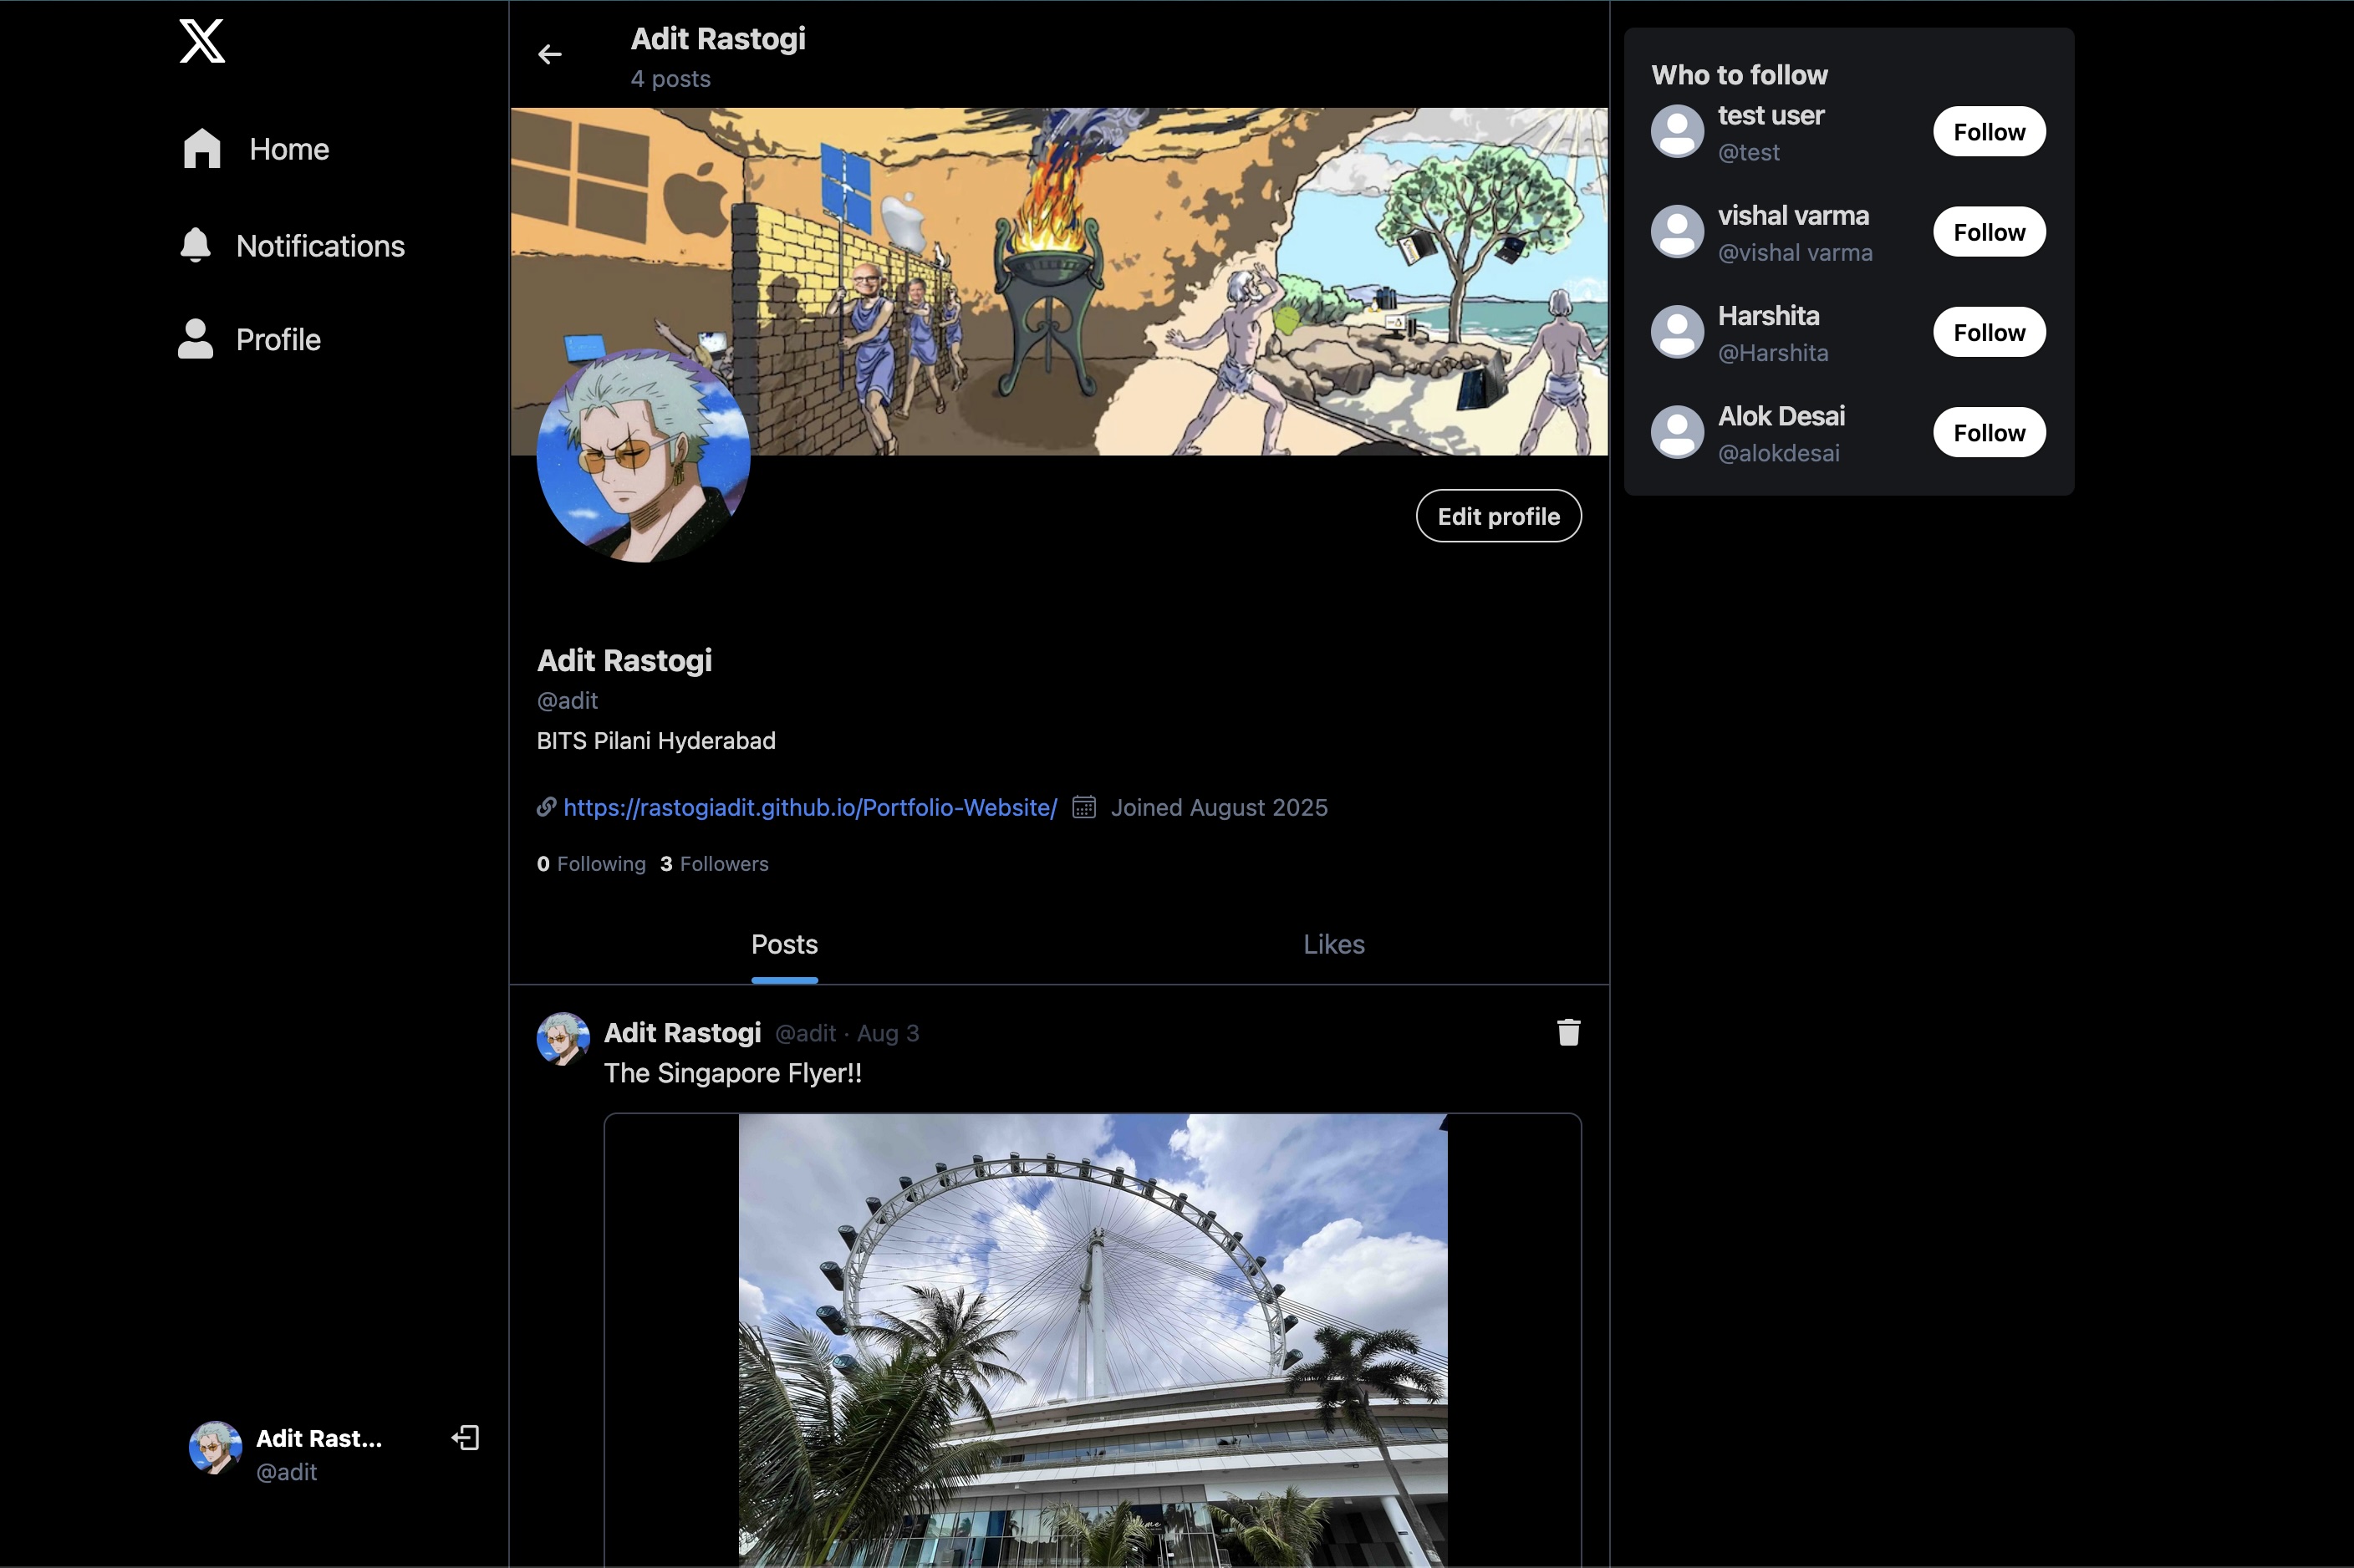 Home
Notifications
Profile
Adit Rast...
@adit
Adit Rastogi
4 posts
Edit profile
Adit Rastogi
@adit
BITS Pilani Hyderabad
https://rastogiadit.github.io/Portfolio-Website/ Joined August 2025
0 Following 3 Followers
Posts Likes
Adit Rastogi @adit · Aug 3
The Singapore Flyer!!
Who to follow
test user
@test
Follow
vishal varma
@vishal varma
Follow
Harshita
@Harshita
Follow
Alok Desai
@alokdesai
Follow